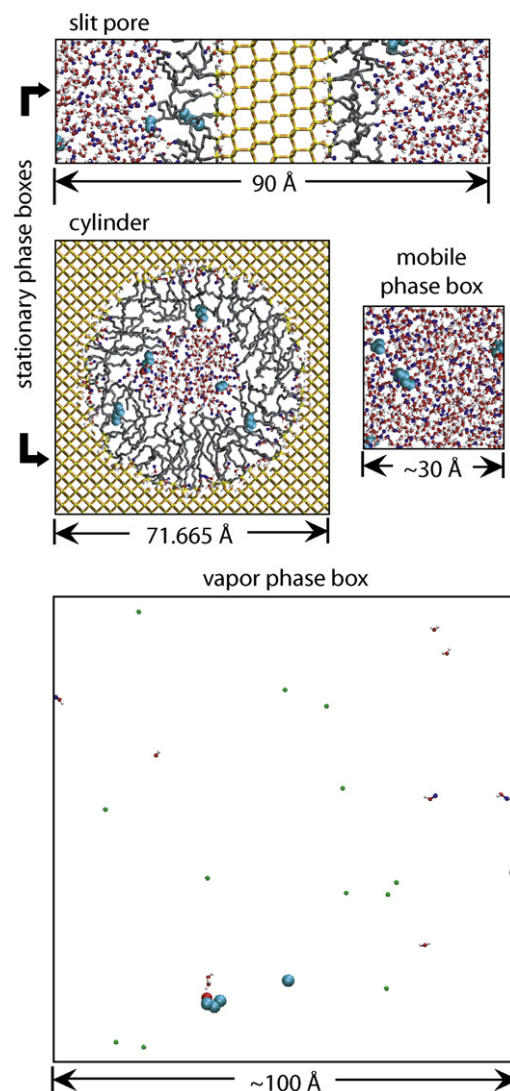 slit pore
90 Å
stationary phase boxes
cylinder
71.665 Å
mobile
phase box
~30 Å
vapor phase box
~100 Å